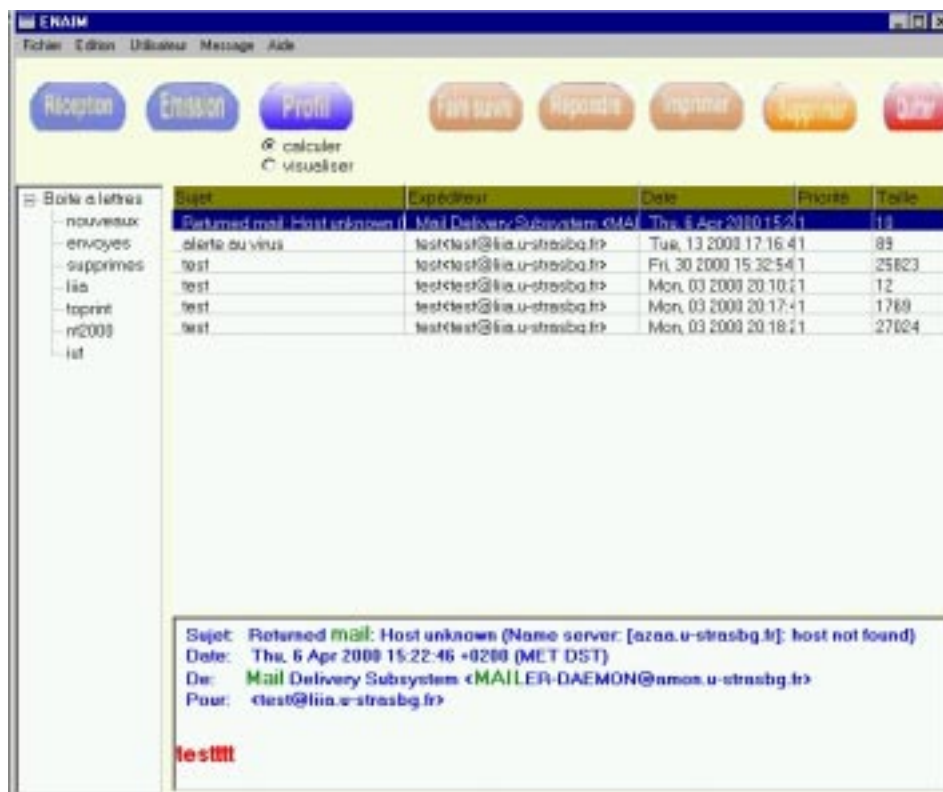 ENAIM
Fichier Edition Utilisateur Message Aide
Réception Emission Profil Faire suivre Répondre Imprimer Supprimer Quitter
calculer
visualiser
Boite a lettres
nouveaux
envoyes
supprimes
liia
toprint
isf
Sujet Expéditeur Date Priorité Taille
Returned mail: Host unknown ( Mail Delivery Subsystem <MAI Thu, 6 Apr 2000 15:2 1 18
alerte au virus test<test@liia.u-strasbg.fr> Tue, 13 2000 17:16:4 1 89
test test<test@liia.u-strasbg.fr> Fri, 30 2000 15:32:54 1 25823
test test<test@liia.u-strasbg.fr> Mon, 03 2000 20:10:2 1 12
test test<test@liia.u-strasbg.fr> Mon, 03 2000 20:17:4 1 1769
test test<test@liia.u-strasbg.fr> Mon, 03 2000 20:18:2 1 27024
Sujet: Returned mail: Host unknown (Name server: [azaa.u-strasbg.fr]: host not found)
Date: Thu, 6 Apr 2000 15:22:46 +0200 (MET DST)
De: Mail Delivery Subsystem <MAILER-DAEMON@amon.u-strasbg.fr>
Pour: <test@liia.u-strasbg.fr>
testttt